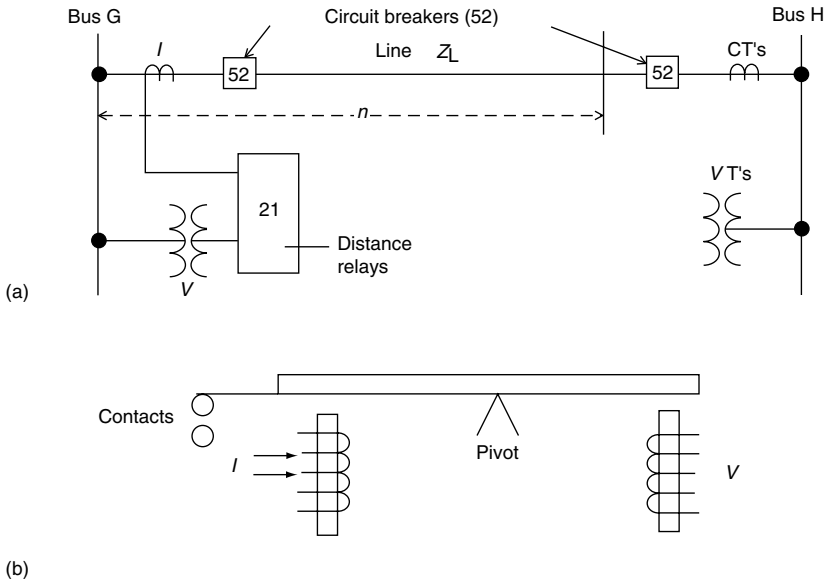 Bus G
Circuit breakers (52)
Bus H
I
52
Line Z_L
52
CT's
n
21
V T's
Distance
relays
V
(a)
Contacts
I
Pivot
V
(b)